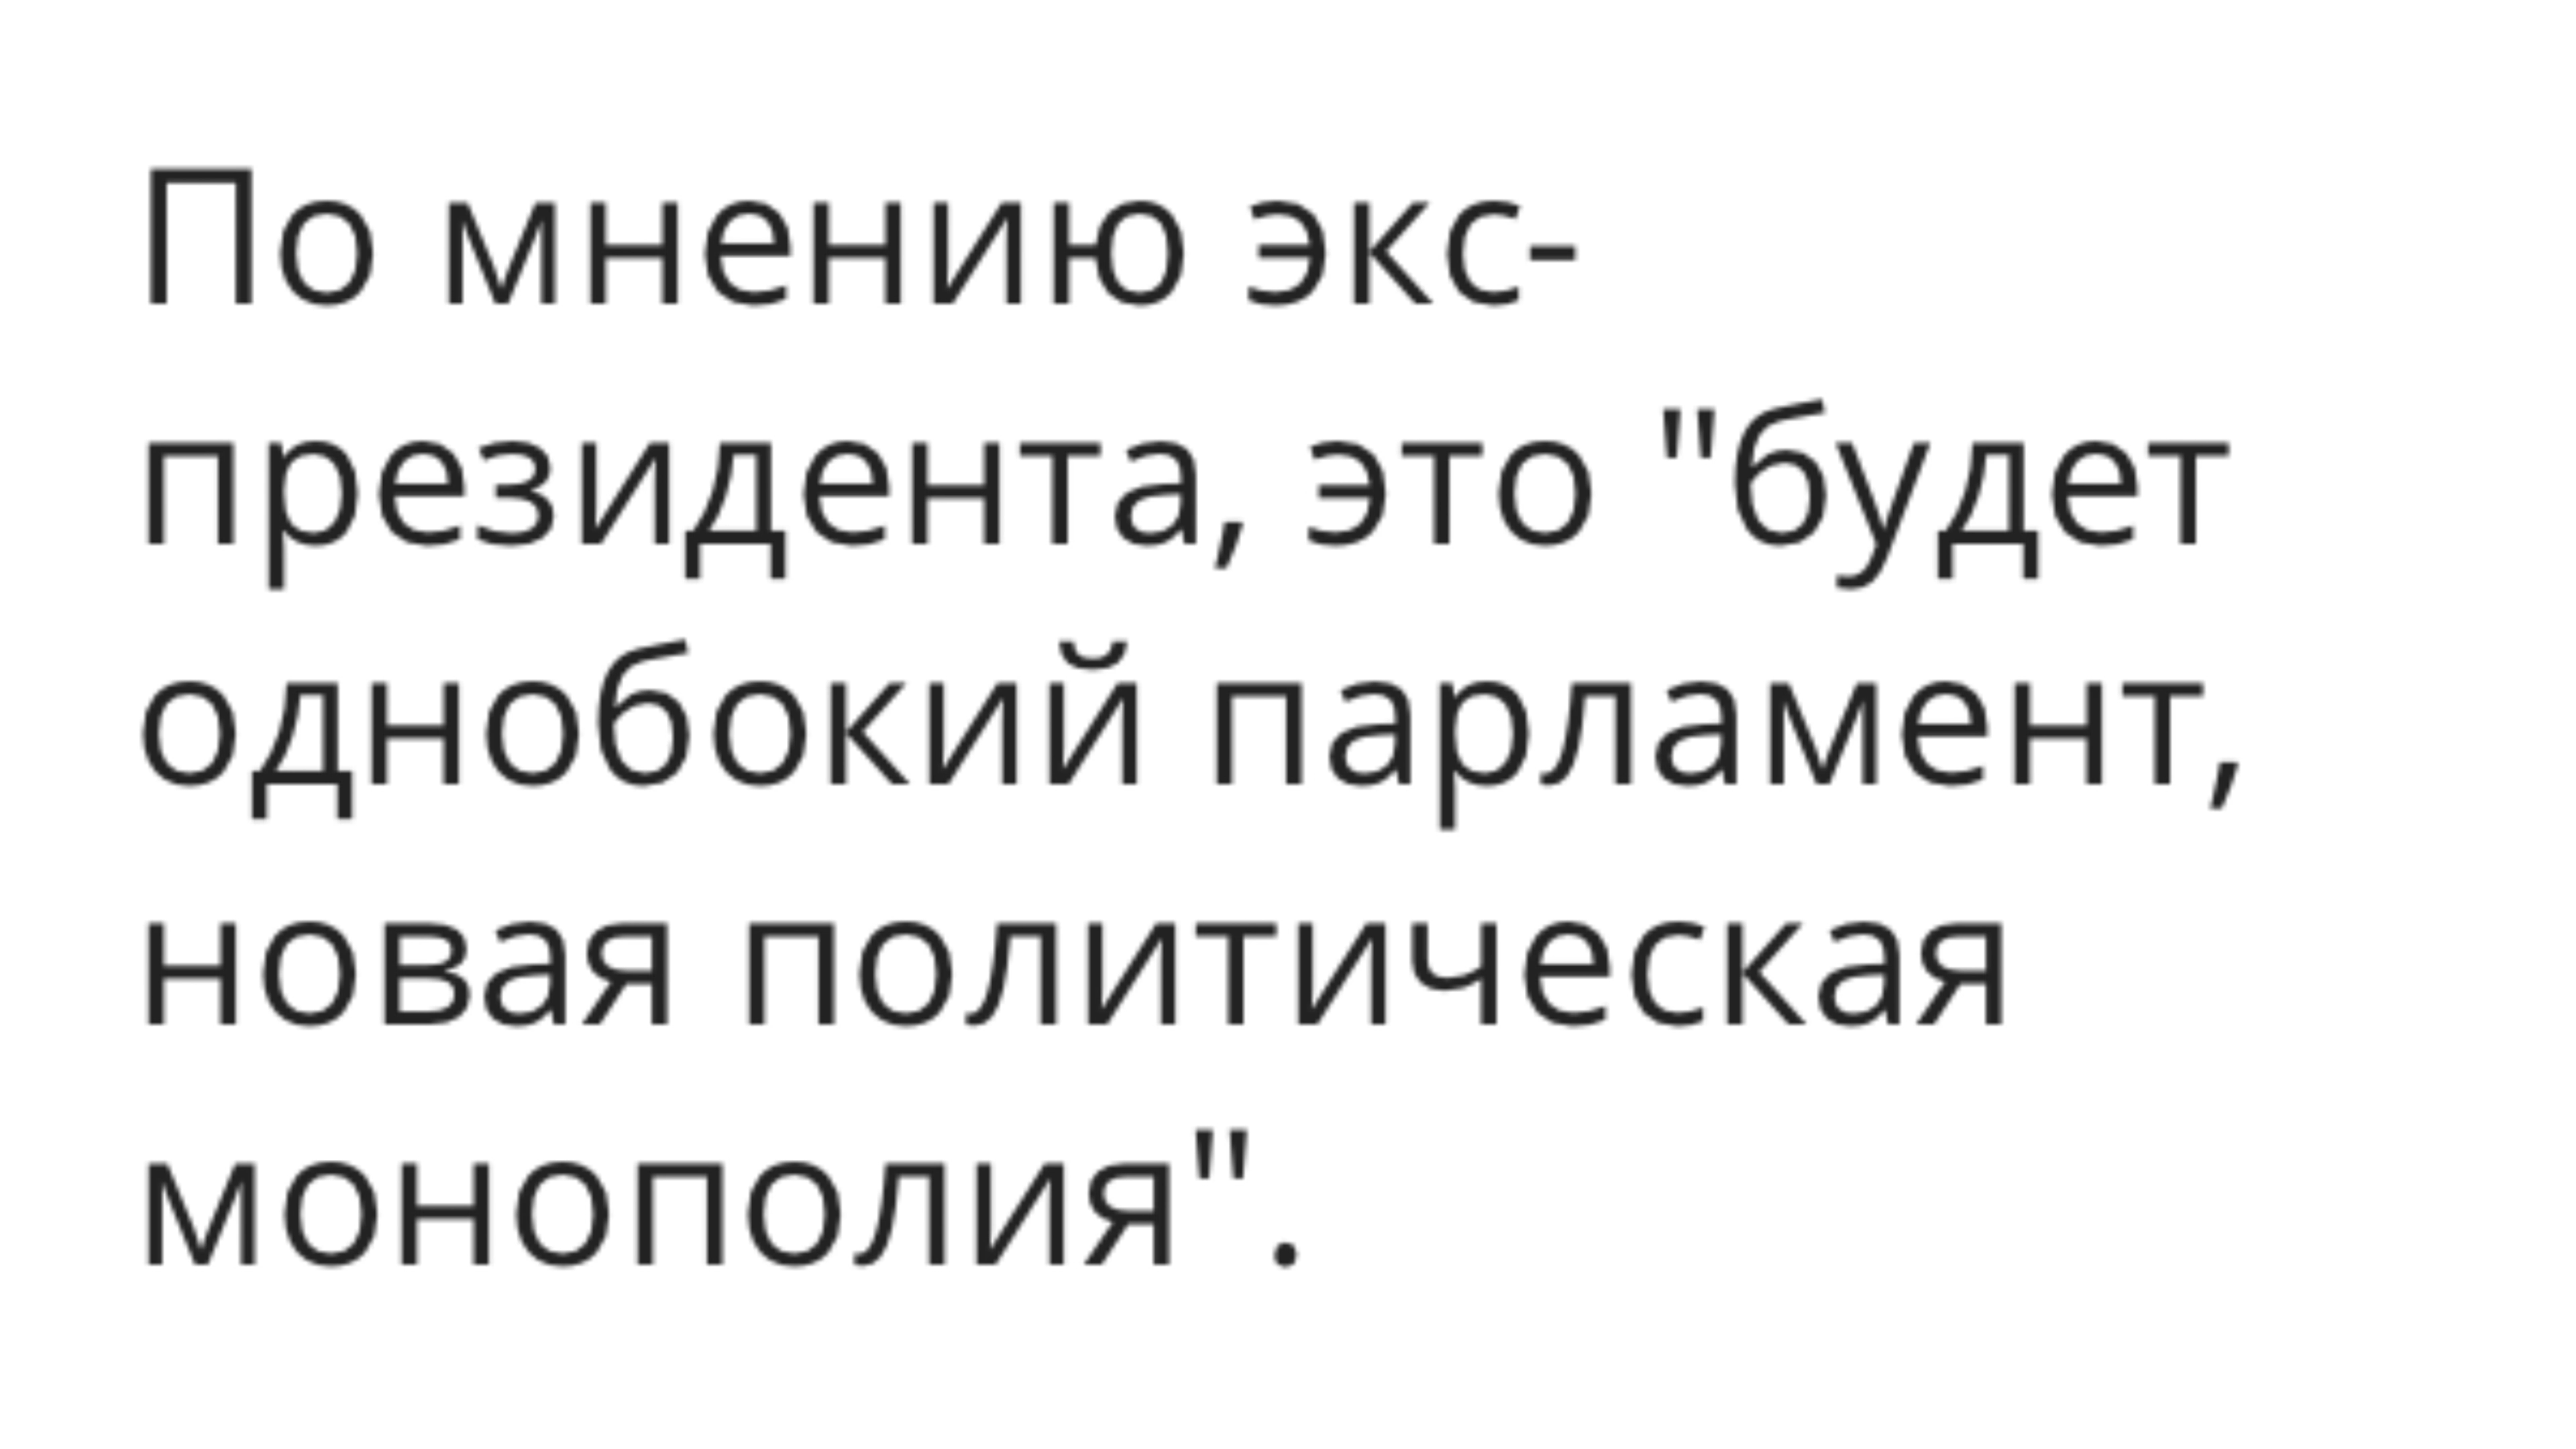 По мнению экс-
президента, это "будет
однобокий парламент,
новая политическая
монополия".